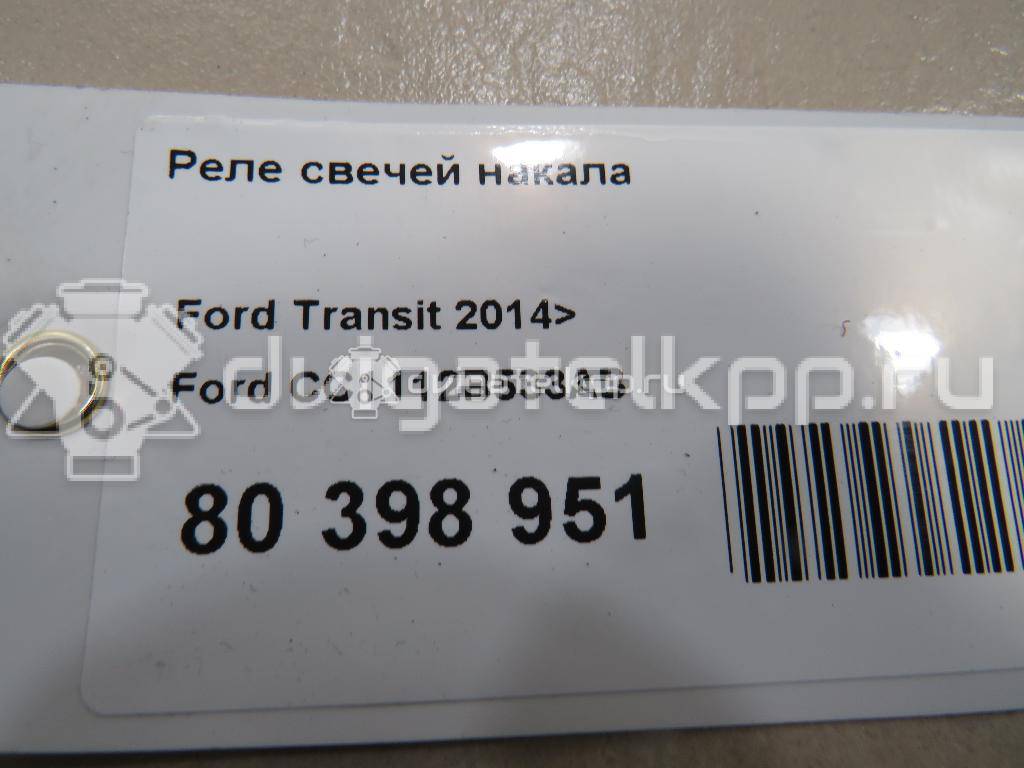 Реле свечей накала
Ford Transit 2014>
Ford
80 398 951
dvigatelkpp.ru